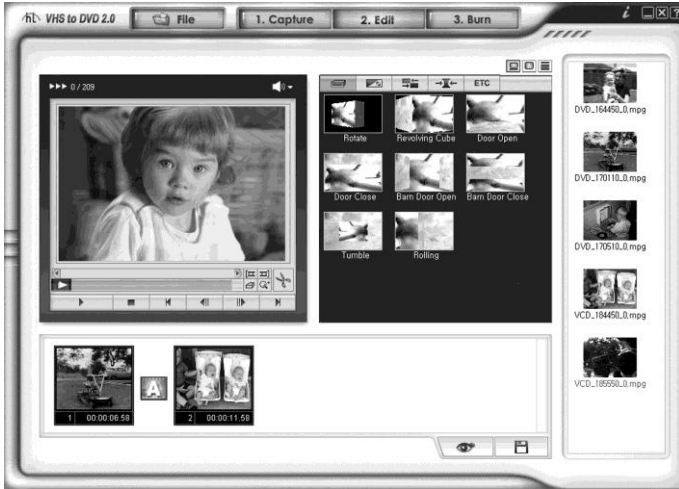 VHS to DVD 2.0
File
1. Capture
2. Edit
3. Burn
i
?
▶▶▶ 0 / 209
ETC
Rotate
Revolving Cube
Door Open
Door Close
Barn Door Open
Barn Door Close
Tumble
Rolling
A
1 00:00:06.58
2 00:00:11.58
DVD_164450_0.mpg
DVD_170110_0.mpg
DVD_170510_0.mpg
VCD_184450_0.mpg
VCD_185550_0.mpg